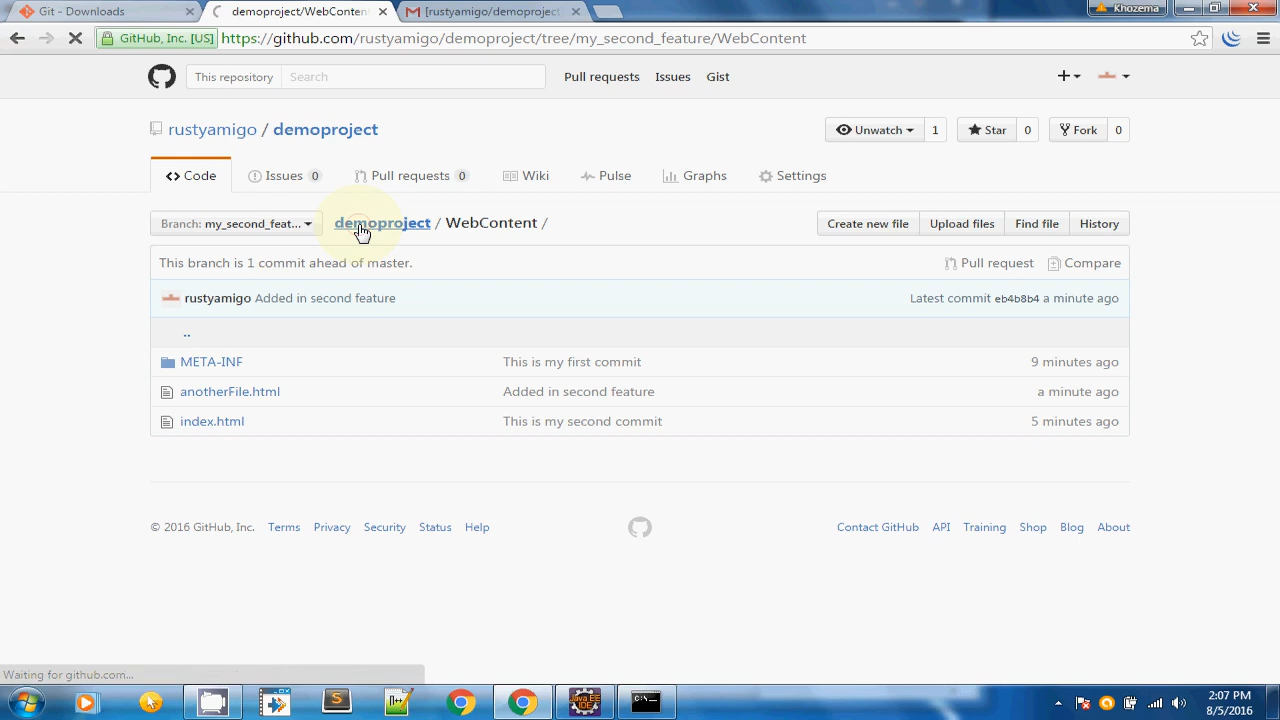 Git - Downloads
demoproject/WebConten
[rustyamigo/demoproject
Khozema
GitHub, Inc. [US]
https://github.com/rustyamigo/demoproject/tree/my_second_feature/WebContent
This repository
Search
Pull requests
Issues
Gist
rustyamigo / demoproject
Unwatch
1
Star
0
Fork
0
Code
Issues 0
Pull requests 0
Wiki
Pulse
Graphs
Settings
Branch: my_second_feat...
demoproject / WebContent /
Create new file
Upload files
Find file
History
This branch is 1 commit ahead of master.
Pull request
Compare
rustyamigo Added in second feature
Latest commit eb4b8b4 a minute ago
..
META-INF
This is my first commit
9 minutes ago
anotherFile.html
Added in second feature
a minute ago
index.html
This is my second commit
5 minutes ago
© 2016 GitHub, Inc.
Terms
Privacy
Security
Status
Help
Contact GitHub
API
Training
Shop
Blog
About
Waiting for github.com...
Java EE
IDE
C:\.
2:07 PM
8/5/2016